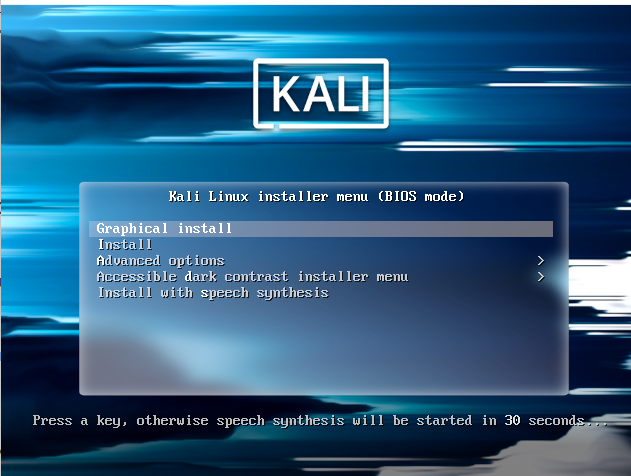 KALI
Kali Linux installer menu (BIOS mode)
Graphical install
Install
Advanced options >
Accessible dark contrast installer menu >
Install with speech synthesis
Press a key, otherwise speech synthesis will be started in 30 seconds...